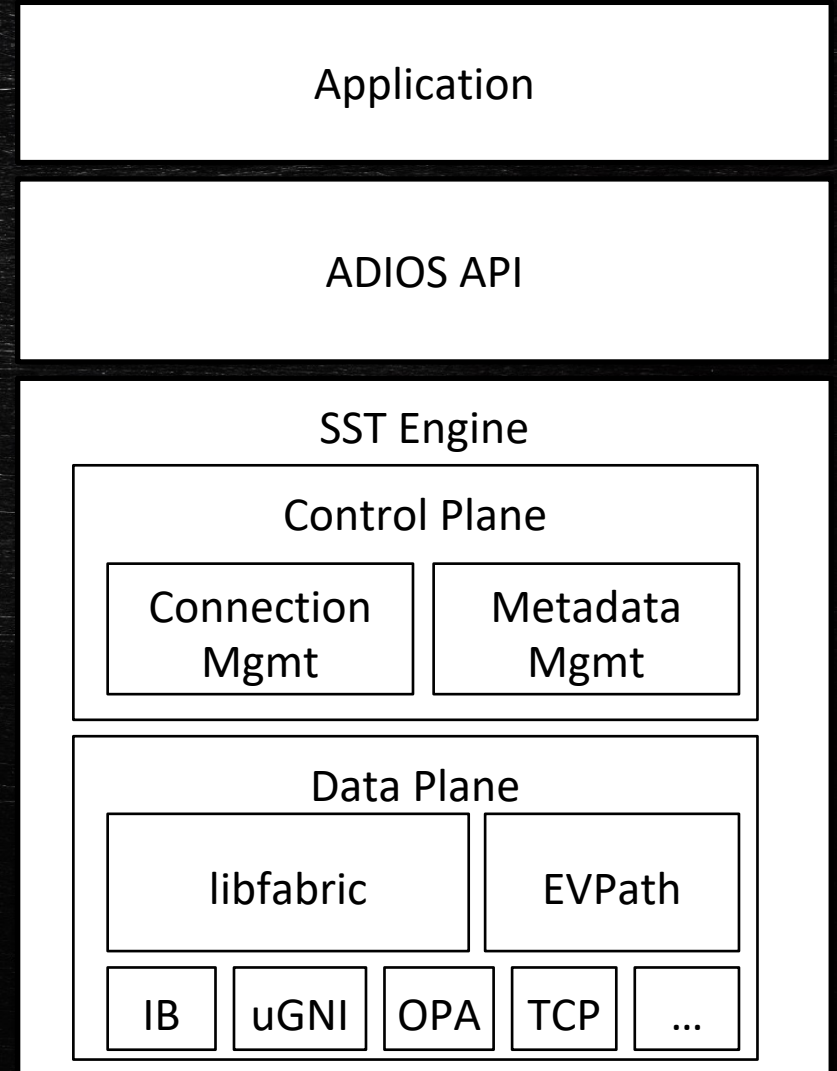 Application
ADIOS API
SST Engine
Control Plane
Connection
Mgmt
Metadata
Mgmt
Data Plane
libfabric
EVPath
IB
uGNI
OPA
TCP
...